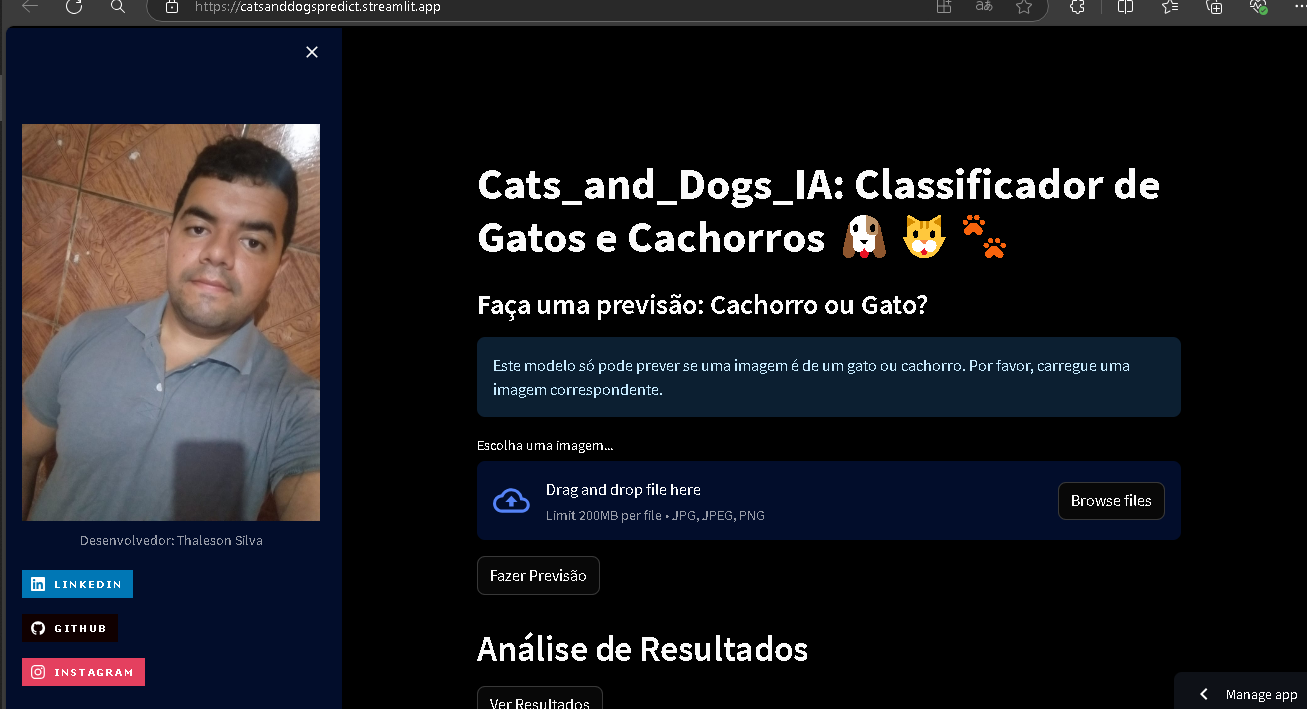 https://catsanddogspredict.streamlit.app
Desenvolvedor: Thaleson Silva
LINKEDIN
GITHUB
INSTAGRAM
Cats_and_Dogs_IA: Classificador de
Gatos e Cachorros
Faça uma previsão: Cachorro ou Gato?
Este modelo só pode prever se uma imagem é de um gato ou cachorro. Por favor, carregue uma
imagem correspondente.
Escolha uma imagem...
Drag and drop file here
Limit 200MB per file • JPG, JPEG, PNG
Browse files
Fazer Previsão
Análise de Resultados
Ver Resultados
Manage app